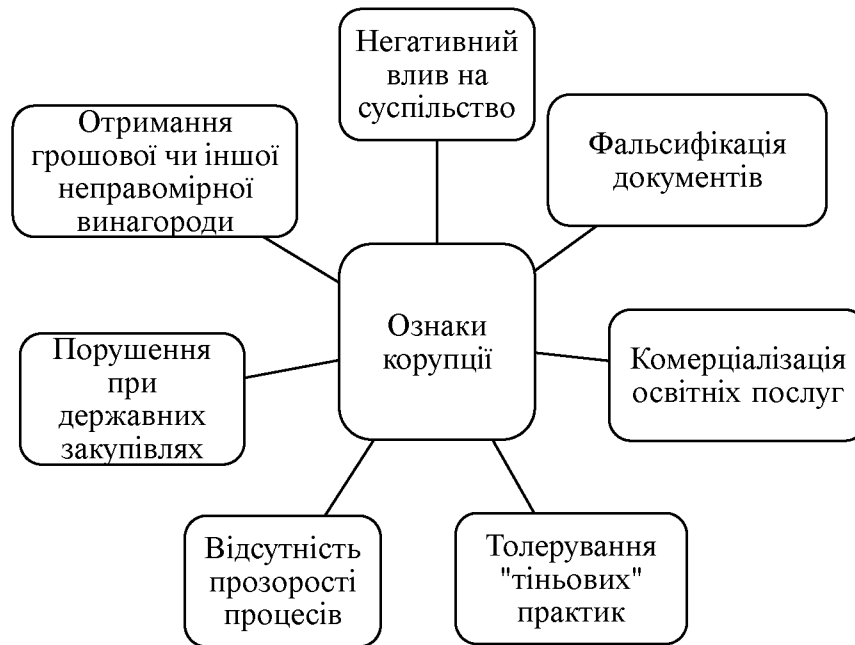 Негативний
влив на
суспільство
Отримання
грошової чи іншої
неправомірної
винагороди
Фальсифікація
документів
Ознаки
корупції
Порушення
при
державних
закупівлях
Комерціалізація
освітніх послуг
Відсутність
прозорості
процесів
Толерування
"тіньових"
практик